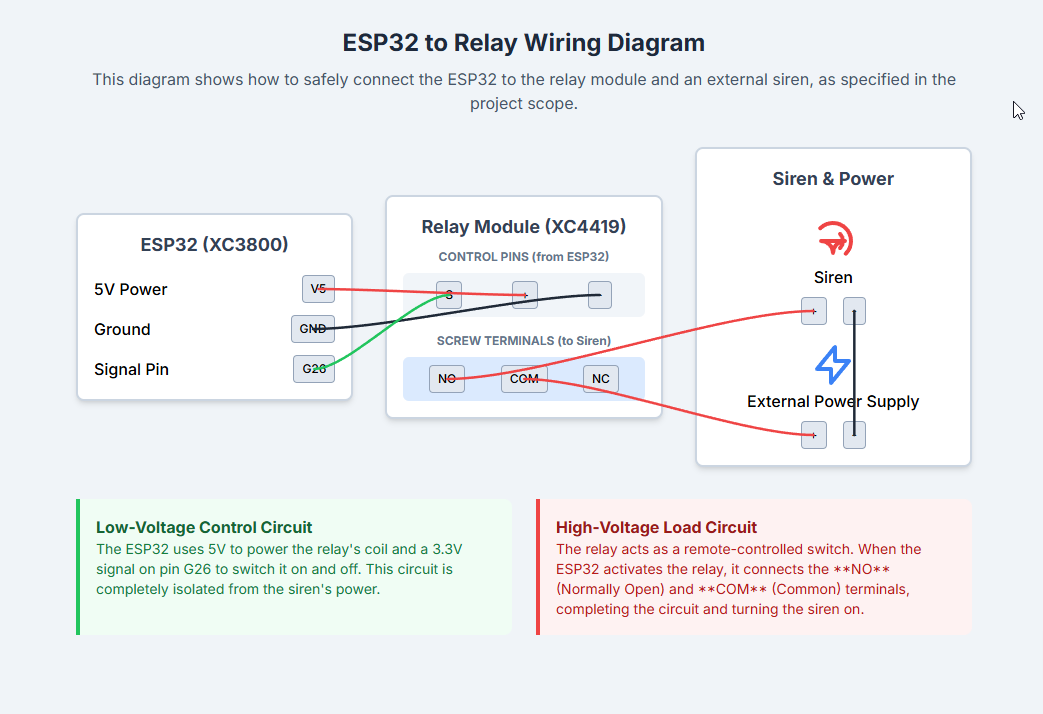 ESP32 to Relay Wiring Diagram
This diagram shows how to safely connect the ESP32 to the relay module and an external siren, as specified in the
project scope.
ESP32 (XC3800)
5V Power
V5
Ground
GND
Signal Pin
G26
Relay Module (XC4419)
CONTROL PINS (from ESP32)
S
+
-
SCREW TERMINALS (to Siren)
NO
COM
NC
Siren & Power
Siren
+
-
External Power Supply
+
-
Low-Voltage Control Circuit
The ESP32 uses 5V to power the relay's coil and a 3.3V
signal on pin G26 to switch it on and off. This circuit is
completely isolated from the siren's power.
High-Voltage Load Circuit
The relay acts as a remote-controlled switch. When the
ESP32 activates the relay, it connects the **NO**
(Normally Open) and **COM** (Common) terminals,
completing the circuit and turning the siren on.